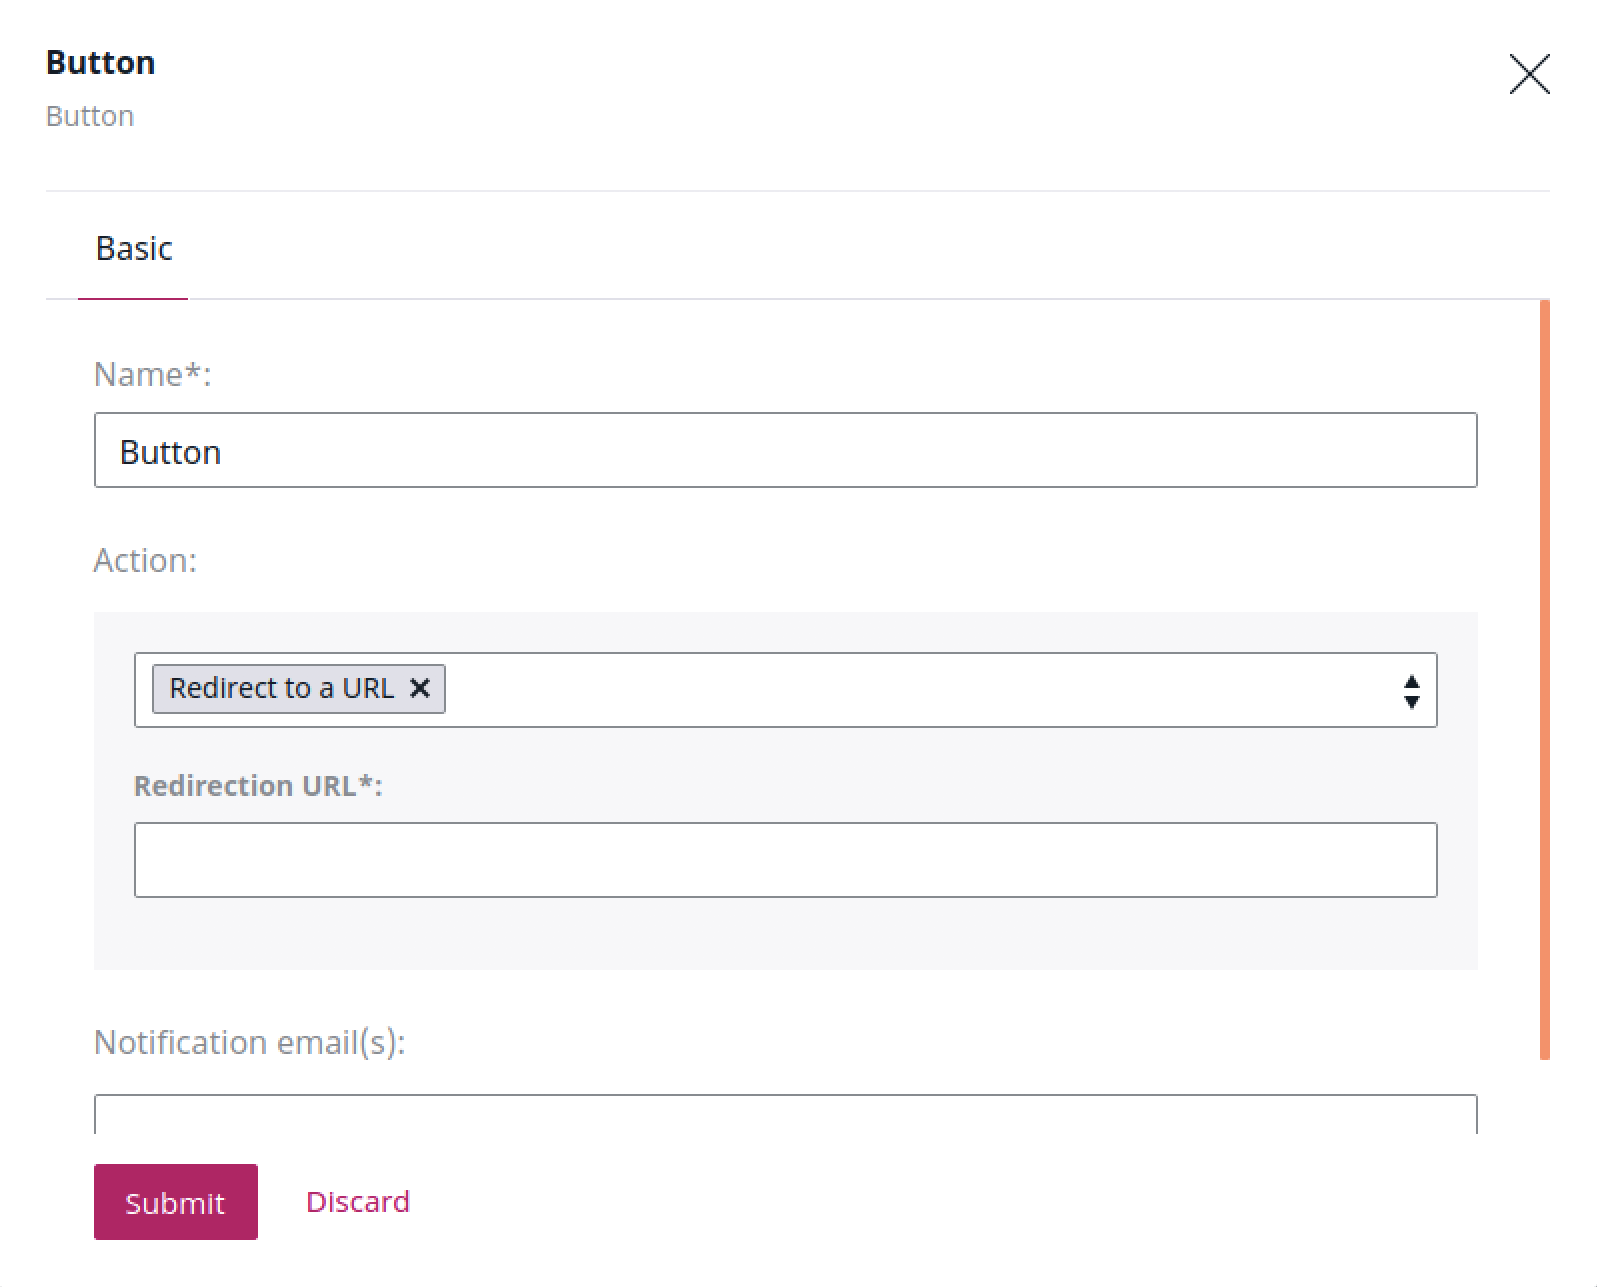 Button
Button
Basic
Name*:
Button
Action:
Redirect to a URL
Redirection URL*:
Notification email(s):
Submit
Discard